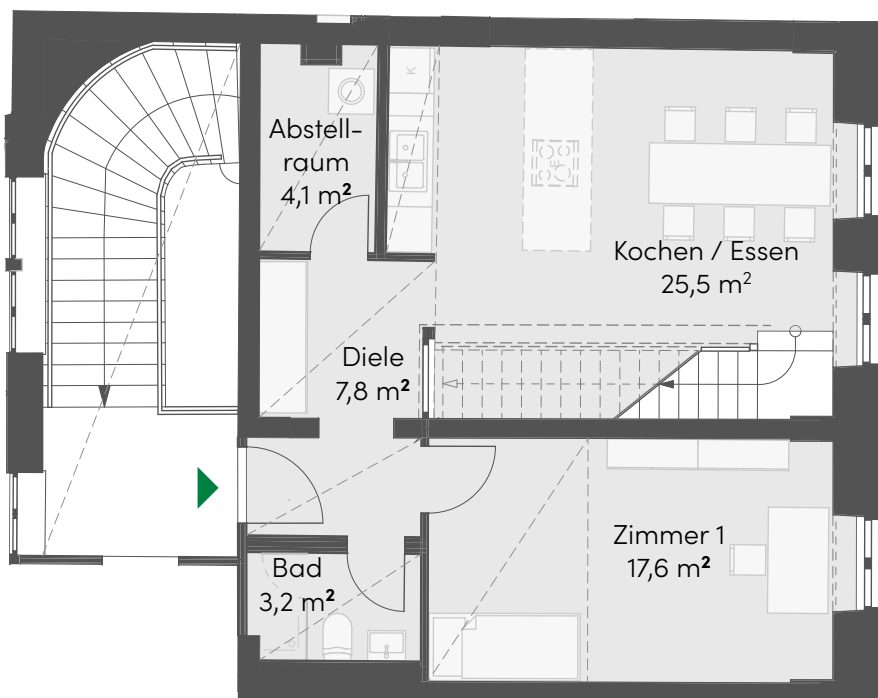 K
Abstell-
raum
4,1 m²
Kochen / Essen
25,5 m²
Diele
7,8 m²
Zimmer 1
17,6 m²
Bad
3,2 m²